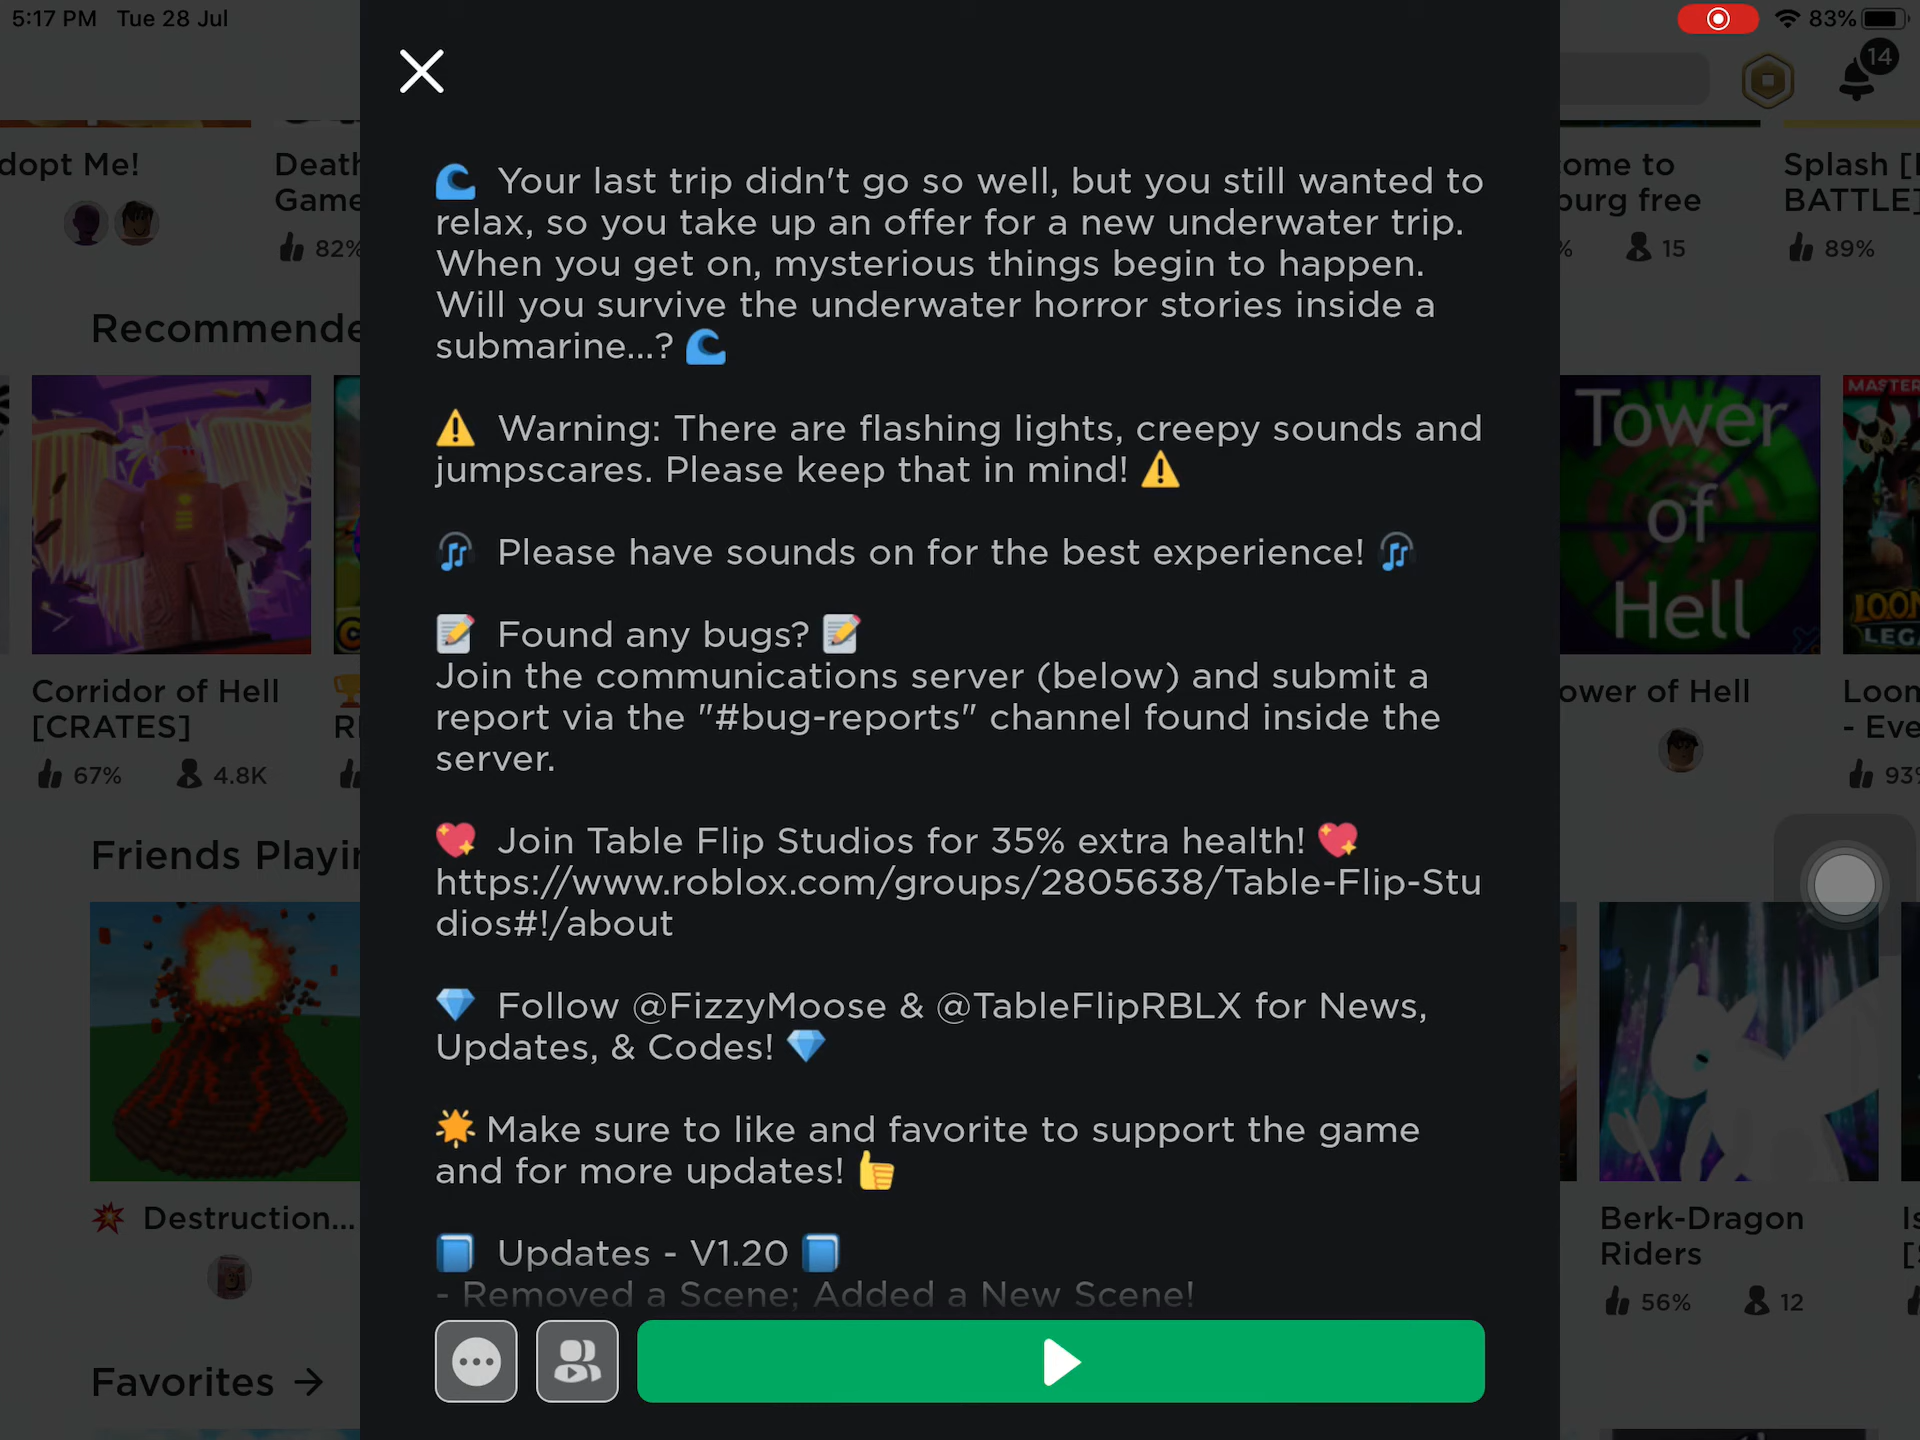 5:17 PM Tue 28 Jul
83%
14
dopt Me!
Death
Game
82%
ome to
burg free
15
Splash [
BATTLE]
89%
🌊 Your last trip didn't go so well, but you still wanted to
relax, so you take up an offer for a new underwater trip.
When you get on, mysterious things begin to happen.
Will you survive the underwater horror stories inside a
submarine...? 🌊
⚠️ Warning: There are flashing lights, creepy sounds and
jumpscares. Please keep that in mind! ⚠️
🎧 Please have sounds on for the best experience! 🎧
📝 Found any bugs? 📝
Join the communications server (below) and submit a
report via the "#bug-reports" channel found inside the
server.
💖 Join Table Flip Studios for 35% extra health! 💖
https://www.roblox.com/groups/2805638/Table-Flip-Stu
dios#!/about
💎 Follow @FizzyMoose & @TableFlipRBLX for News,
Updates, & Codes! 💎
🌟 Make sure to like and favorite to support the game
and for more updates! 👍
📘 Updates - V1.20 📘
- Removed a Scene; Added a New Scene!
Recommende
Corridor of Hell
[CRATES]
67%
4.8K
Tower
of
Hell
ower of Hell
MASTER
LOON
LEG
Loom
- Eve
93%
Friends Playin
Destruction...
Berk-Dragon
Riders
56%
12
Favorites →